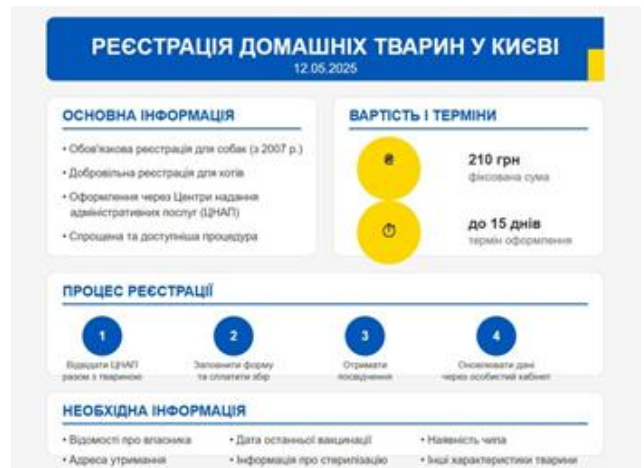 РЕЄСТРАЦІЯ ДОМАШНІХ ТВАРИН У КИЄВІ
12.05.2025
ОСНОВНА ІНФОРМАЦІЯ
• Обов'язкова реєстрація для собак (з 2007 р.)
• Добровільна реєстрація для котів
• Оформлення через Центри надання
адміністративних послуг (ЦНАП)
• Спрощена та доступніша процедура
ВАРТІСТЬ І ТЕРМІНИ
₴
210 грн
фіксована сума
до 15 днів
термін оформлення
ПРОЦЕС РЕЄСТРАЦІЇ
1
Відвідати ЦНАП
разом з твариною
2
Заповнити форму
та сплатити збір
3
Отримати
посвідчення
4
Оновлювати дані
через особистий кабінет
НЕОБХІДНА ІНФОРМАЦІЯ
• Відомості про власника
• Дата останньої вакцинації
• Наявність чипа
• Адреса утримання
• Інформація про стерилізацію
• Інші характеристики тварини